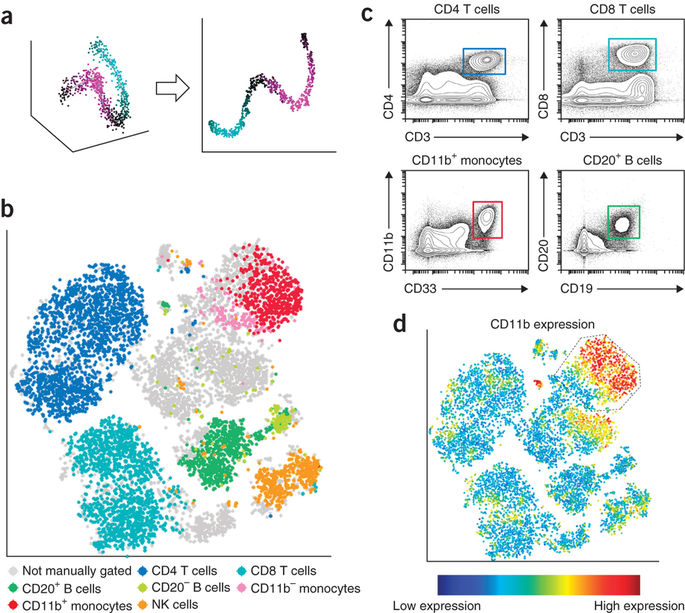 a
b
Not manually gated
CD4 T cells
CD8 T cells
CD20+ B cells
CD20− B cells
CD11b− monocytes
CD11b+ monocytes
NK cells
c
CD4 T cells
CD8 T cells
CD4
CD8
CD3
CD3
CD11b+ monocytes
CD20+ B cells
CD11b
CD20
CD33
CD19
d
CD11b expression
Low expression
High expression